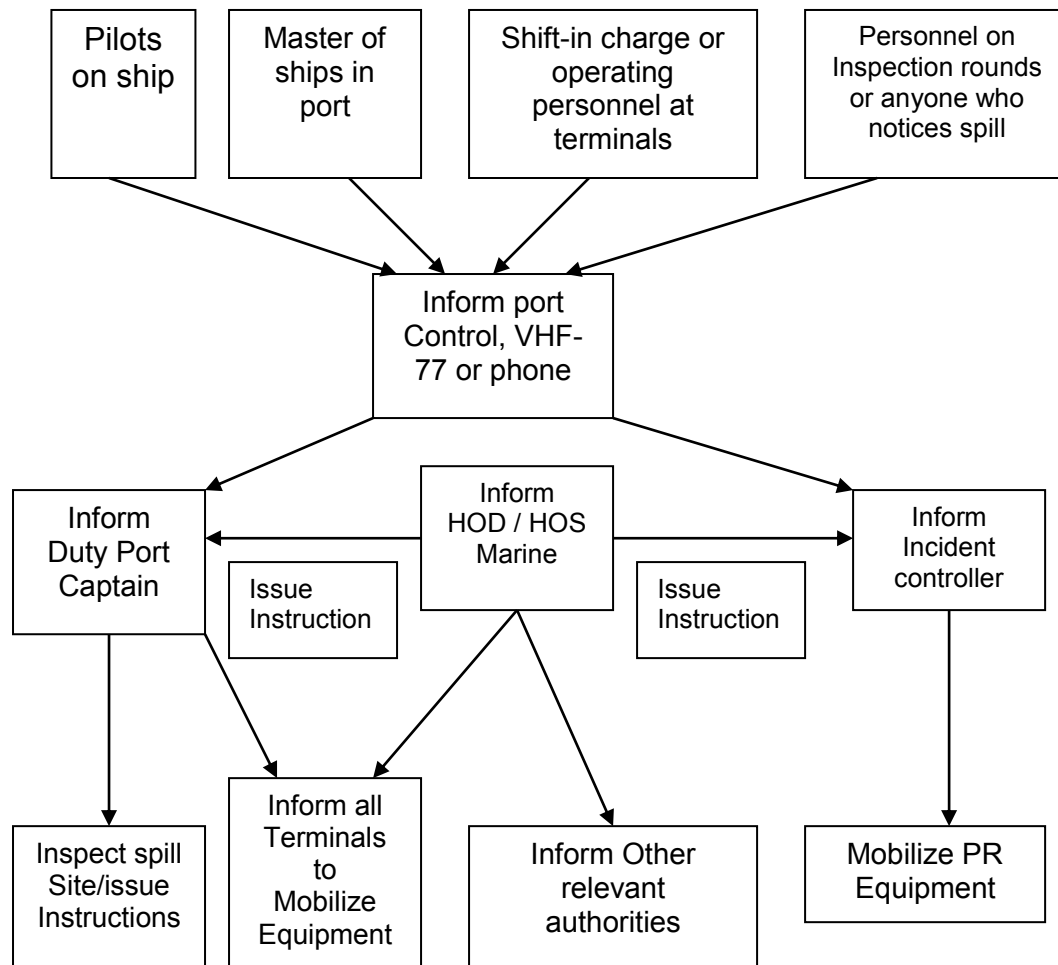 Pilots
on ship
Master of
ships in
port
Shift-in charge or
operating
personnel at
terminals
Personnel on
Inspection rounds
or anyone who
notices spill
Inform port
Control, VHF-
77 or phone
Inform
Duty Port
Captain
Inform
HOD / HOS
Marine
Inform
Incident
controller
Issue
Instruction
Issue
Instruction
Inspect spill
Site/issue
Instructions
Inform all
Terminals
to
Mobilize
Equipment
Inform Other
relevant
authorities
Mobilize PR
Equipment